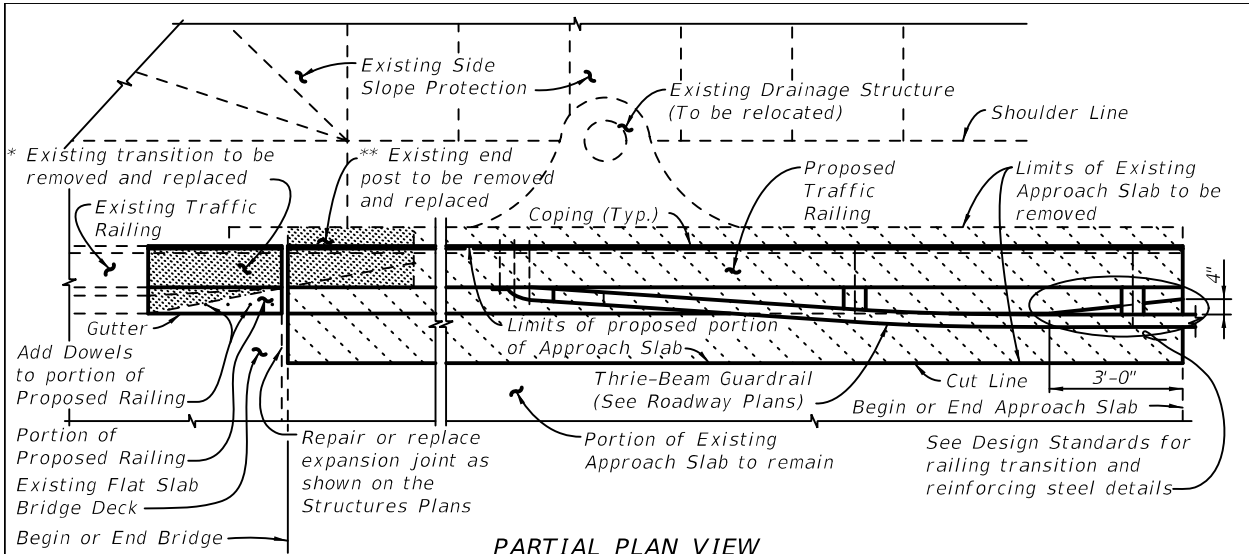 Existing Side
Slope Protection
Existing Drainage Structure
(To be relocated)
Shoulder Line
* Existing transition to be
removed and replaced
** Existing end
post to be removed
and replaced
Proposed
Traffic
Railing
Limits of Existing
Approach Slab to be
removed
Existing Traffic
Railing
Coping (Typ.)
4"
Gutter
Limits of proposed portion
of Approach Slab
Add Dowels
to portion of
Proposed Railing
Thrie-Beam Guardrail
(See Roadway Plans)
Cut Line
3'-0"
Begin or End Approach Slab
Portion of
Proposed Railing
Repair or replace
expansion joint as
shown on the
Structures Plans
Portion of Existing
Approach Slab to remain
See Design Standards for
railing transition and
reinforcing steel details
Existing Flat Slab
Bridge Deck
Begin or End Bridge
PARTIAL PLAN VIEW